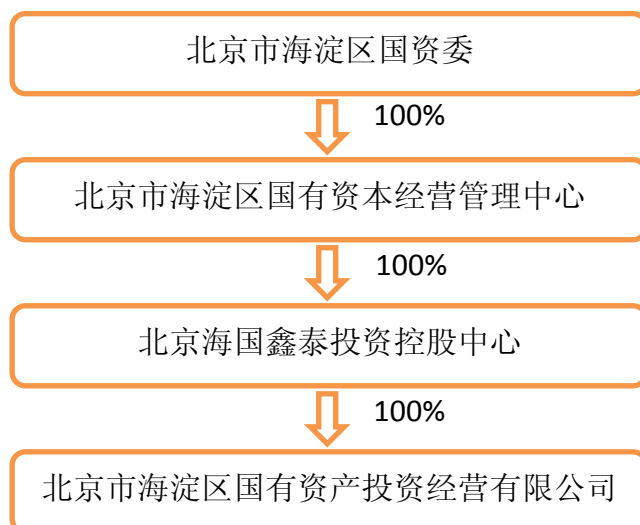 北京市海淀区国资委
100%
北京市海淀区国有资本经营管理中心
100%
北京海国鑫泰投资控股中心
100%
北京市海淀区国有资产投资经营有限公司